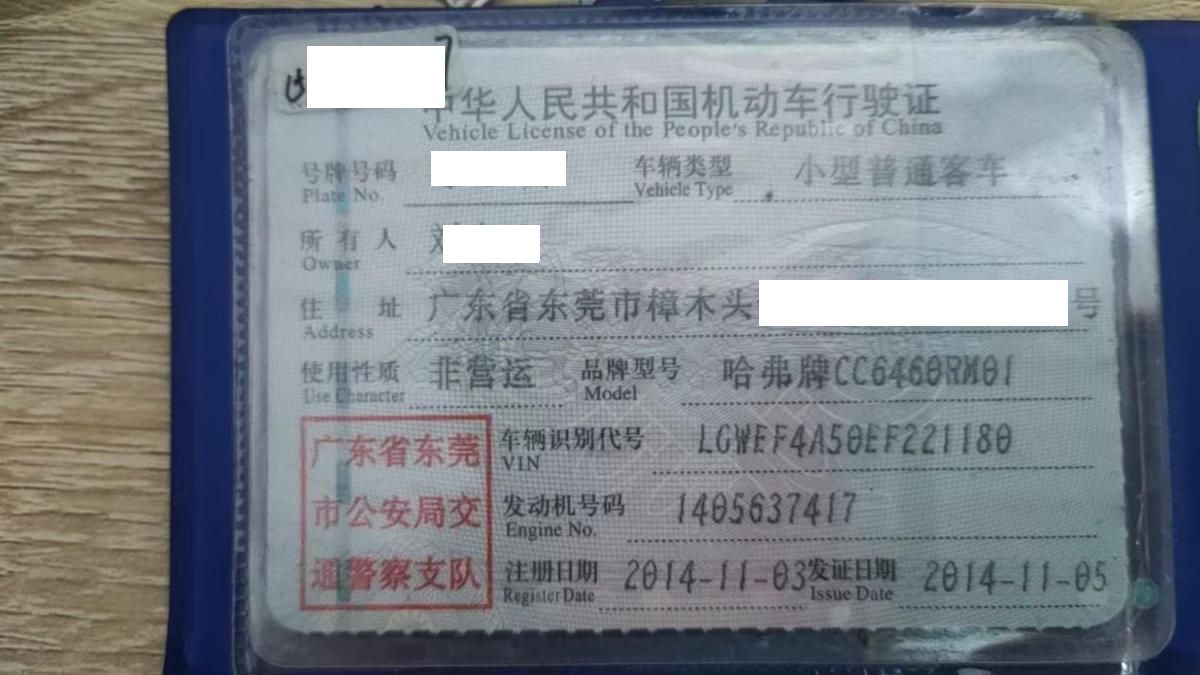 中华人民共和国机动车行驶证
Vehicle License of the People's Republic of China
号牌号码 车辆类型 小型普通客车
Plate No. Vehicle Type
所有人
Owner
住址 广东省东莞市樟木头 号
Address
使用性质 非营运 品牌型号 哈弗牌CC6460RM01
Use Character Model
广东省东莞
市公安局交
通警察支队
车辆识别代号 LGWEF4A50EF221180
VIN
发动机号码 1405637417
Engine No.
注册日期 2014-11-03 发证日期 2014-11-05
Register Date Issue Date